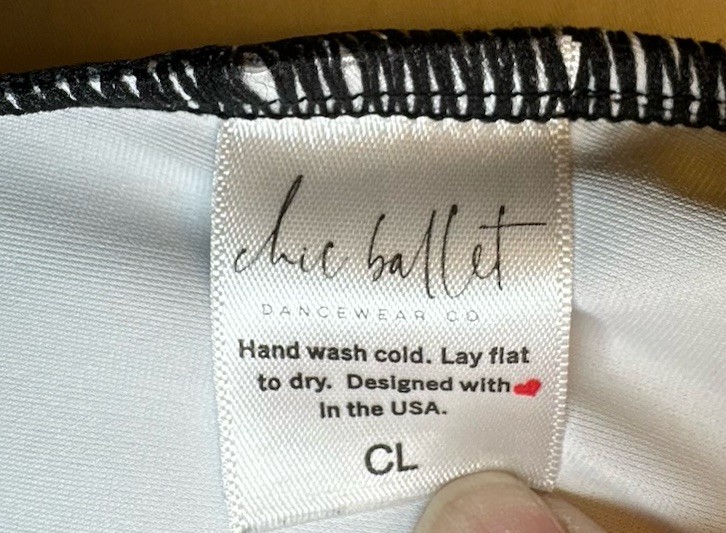 chic ballet
DANCEWEAR CO
Hand wash cold. Lay flat
to dry. Designed with❤
in the USA.
CL